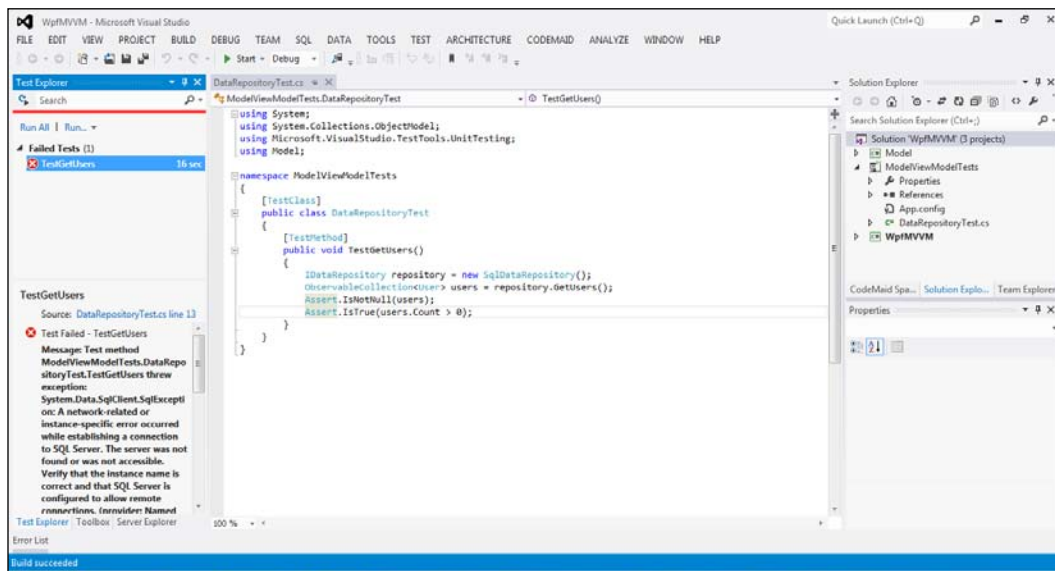 WpfMVVM - Microsoft Visual Studio
Quick Launch (Ctrl+Q)
FILE EDIT VIEW PROJECT BUILD DEBUG TEAM SQL DATA TOOLS TEST ARCHITECTURE CODEMAID ANALYZE WINDOW HELP
Start - Debug
Test Explorer
Search
Run All | Run...
Failed Tests (1)
TestGetUsers 16 sec
TestGetUsers
Source: DataRepositoryTest.cs line 13
Test Failed - TestGetUsers
Message: Test method
ModelViewModelTests.DataRepo
sitoryTest.TestGetUsers threw
exception:
System.Data.SqlClient.SqlExcepti
on: A network-related or
instance-specific error occurred
while establishing a connection
to SQL Server. The server was not
found or was not accessible.
Verify that the instance name is
correct and that SQL Server is
configured to allow remote
connections. (provider: Named
Test Explorer Toolbox Server Explorer
DataRepositoryTest.cs
ModelViewModelTests.DataRepositoryTest
TestGetUsers()
using System;
using System.Collections.ObjectModel;
using Microsoft.VisualStudio.TestTools.UnitTesting;
using Model;
namespace ModelViewModelTests
{
[TestClass]
public class DataRepositoryTest
{
[TestMethod]
public void TestGetUsers()
{
IDataRepository repository = new SqlDataRepository();
ObservableCollection<User> users = repository.GetUsers();
Assert.IsNotNull(users);
Assert.IsTrue(users.Count > 0);
}
}
}
100 %
Solution Explorer
Search Solution Explorer (Ctrl+;)
Solution 'WpfMVVM' (3 projects)
Model
ModelViewModelTests
Properties
References
App.config
DataRepositoryTest.cs
WpfMVVM
CodeMaid Spa... Solution Explo... Team Explorer
Properties
Error List
Build succeeded